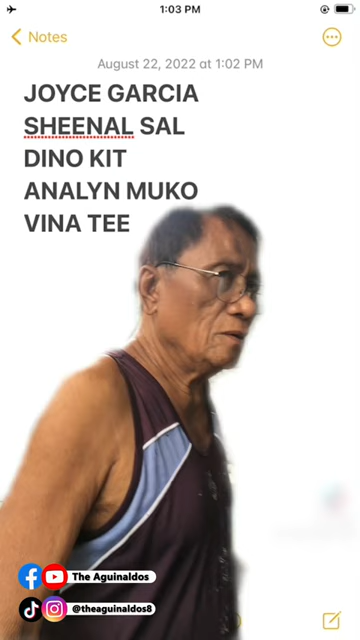 1:03 PM
Notes
August 22, 2022 at 1:02 PM
JOYCE GARCIA
SHEENAL SAL
DINO KIT
ANALYN MUKO
VINA TEE
The Aguinaldos
@theaguinaldos8